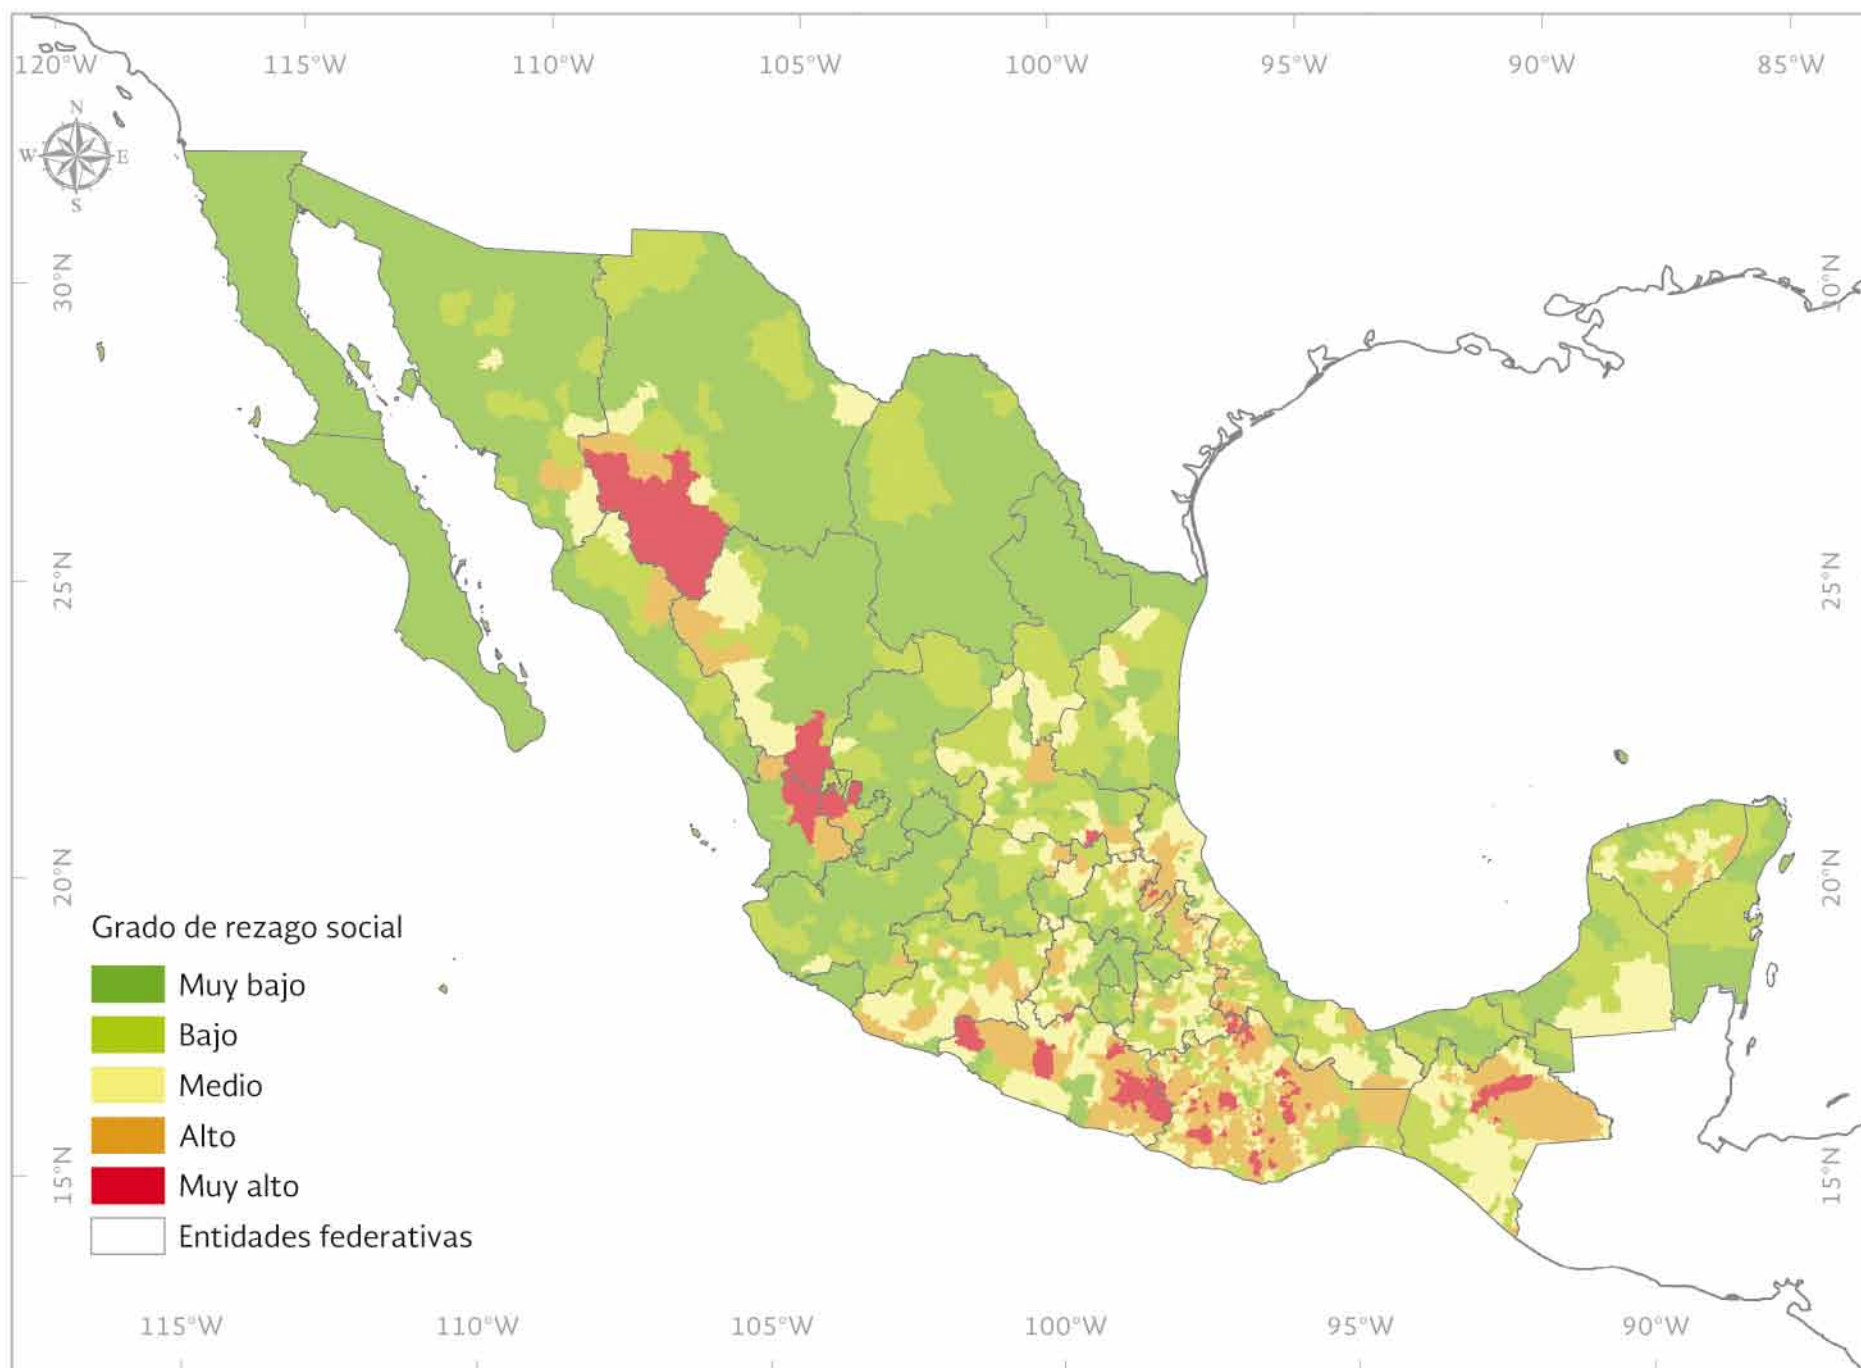 120°W 115°W 110°W 105°W 100°W 95°W 90°W 85°W
N
W E
S
30°N 30°N
25°N 25°N
20°N 20°N
15°N 15°N
Grado de rezago social
Muy bajo
Bajo
Medio
Alto
Muy alto
Entidades federativas
115°W 110°W 105°W 100°W 95°W 90°W